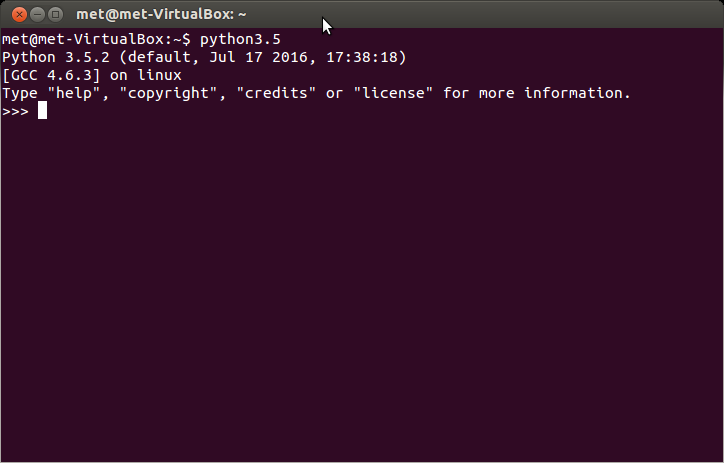 met@met-VirtualBox: ~
met@met-VirtualBox:~$ python3.5
Python 3.5.2 (default, Jul 17 2016, 17:38:18)
[GCC 4.6.3] on linux
Type "help", "copyright", "credits" or "license" for more information.
>>>